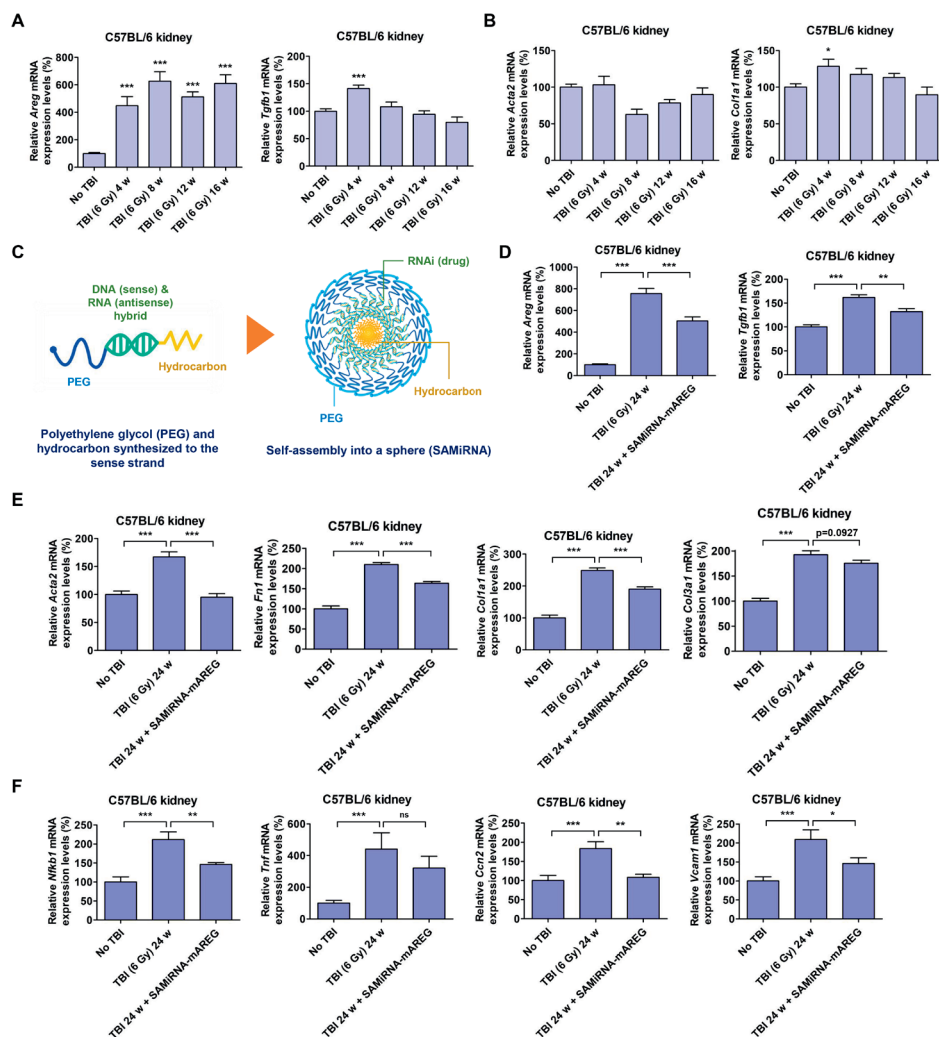 A
C57BL/6 kidney
Relative Areg mRNA
expression levels (%)
800
600
400
200
0
***
***
***
***
No TBI
TBI (6 Gy) 4 w
TBI (6 Gy) 8 w
TBI (6 Gy) 12 w
TBI (6 Gy) 16 w
C57BL/6 kidney
Relative Tgfb1 mRNA
expression levels (%)
200
150
100
50
0
***
No TBI
TBI (6 Gy) 4 w
TBI (6 Gy) 8 w
TBI (6 Gy) 12 w
TBI (6 Gy) 16 w
B
C57BL/6 kidney
Relative Acta2 mRNA
expression levels (%)
150
100
50
0
No TBI
TBI (6 Gy) 4 w
TBI (6 Gy) 8 w
TBI (6 Gy) 12 w
TBI (6 Gy) 16 w
C57BL/6 kidney
Relative Col1a1 mRNA
expression levels (%)
150
100
50
0
*
No TBI
TBI (6 Gy) 4 w
TBI (6 Gy) 8 w
TBI (6 Gy) 12 w
TBI (6 Gy) 16 w
C
DNA (sense) &
RNA (antisense)
hybrid
PEG
Hydrocarbon
Polyethylene glycol (PEG) and
hydrocarbon synthesized to the
sense strand
RNAi (drug)
Hydrocarbon
PEG
Self-assembly into a sphere (SAMiRNA)
D
C57BL/6 kidney
Relative Areg mRNA
expression levels (%)
1000
800
600
400
200
0
***
***
No TBI
TBI (6 Gy) 24 w
TBI 24 w + SAMiRNA-mAREG
C57BL/6 kidney
Relative Tgfb1 mRNA
expression levels (%)
200
150
100
50
0
***
**
No TBI
TBI (6 Gy) 24 w
TBI 24 w + SAMiRNA-mAREG
E
C57BL/6 kidney
Relative Acta2 mRNA
expression levels (%)
200
150
100
50
0
***
***
No TBI
TBI (6 Gy) 24 w
TBI 24 w + SAMiRNA-mAREG
C57BL/6 kidney
Relative Fn1 mRNA
expression levels (%)
250
200
150
100
50
0
***
***
No TBI
TBI (6 Gy) 24 w
TBI 24 w + SAMiRNA-mAREG
C57BL/6 kidney
Relative Col1a1 mRNA
expression levels (%)
300
200
100
0
***
***
No TBI
TBI (6 Gy) 24 w
TBI 24 w + SAMiRNA-mAREG
C57BL/6 kidney
Relative Col3a1 mRNA
expression levels (%)
250
200
150
100
50
0
***
p=0.0927
No TBI
TBI (6 Gy) 24 w
TBI 24 w + SAMiRNA-mAREG
F
C57BL/6 kidney
Relative Nfkb1 mRNA
expression levels (%)
250
200
150
100
50
0
***
**
No TBI
TBI (6 Gy) 24 w
TBI 24 w + SAMiRNA-mAREG
C57BL/6 kidney
Relative Tnf mRNA
expression levels (%)
600
400
200
0
***
ns
No TBI
TBI (6 Gy) 24 w
TBI 24 w + SAMiRNA-mAREG
C57BL/6 kidney
Relative Ccn2 mRNA
expression levels (%)
250
200
150
100
50
0
***
**
No TBI
TBI (6 Gy) 24 w
TBI 24 w + SAMiRNA-mAREG
C57BL/6 kidney
Relative Vcam1 mRNA
expression levels (%)
250
200
150
100
50
0
***
*
No TBI
TBI (6 Gy) 24 w
TBI 24 w + SAMiRNA-mAREG